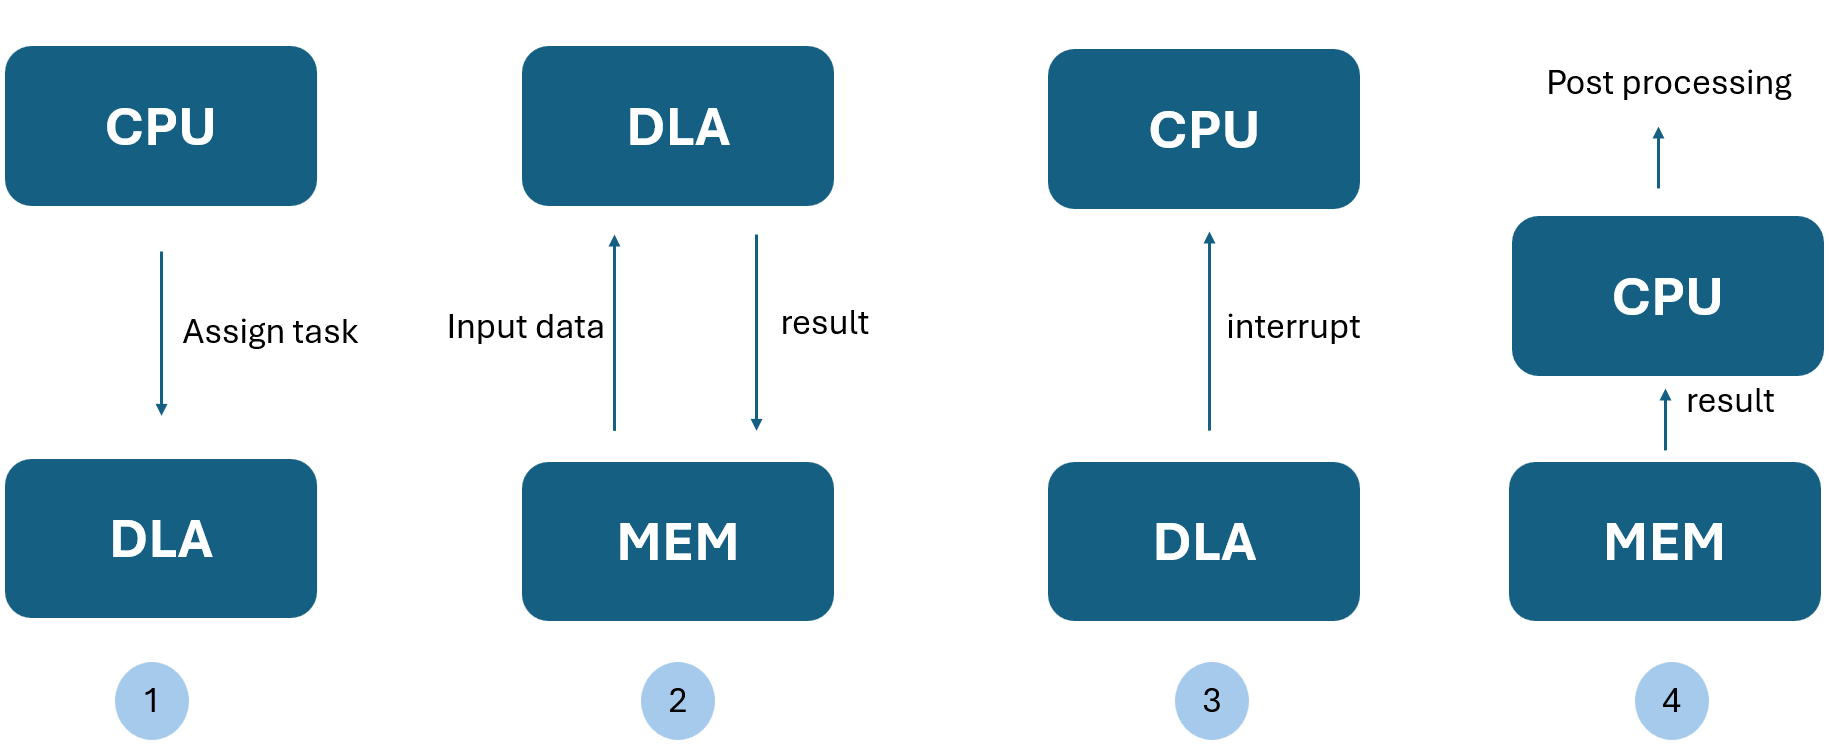 CPU
Assign task
DLA
1
DLA
Input data
result
MEM
2
CPU
interrupt
DLA
3
Post processing
CPU
result
MEM
4